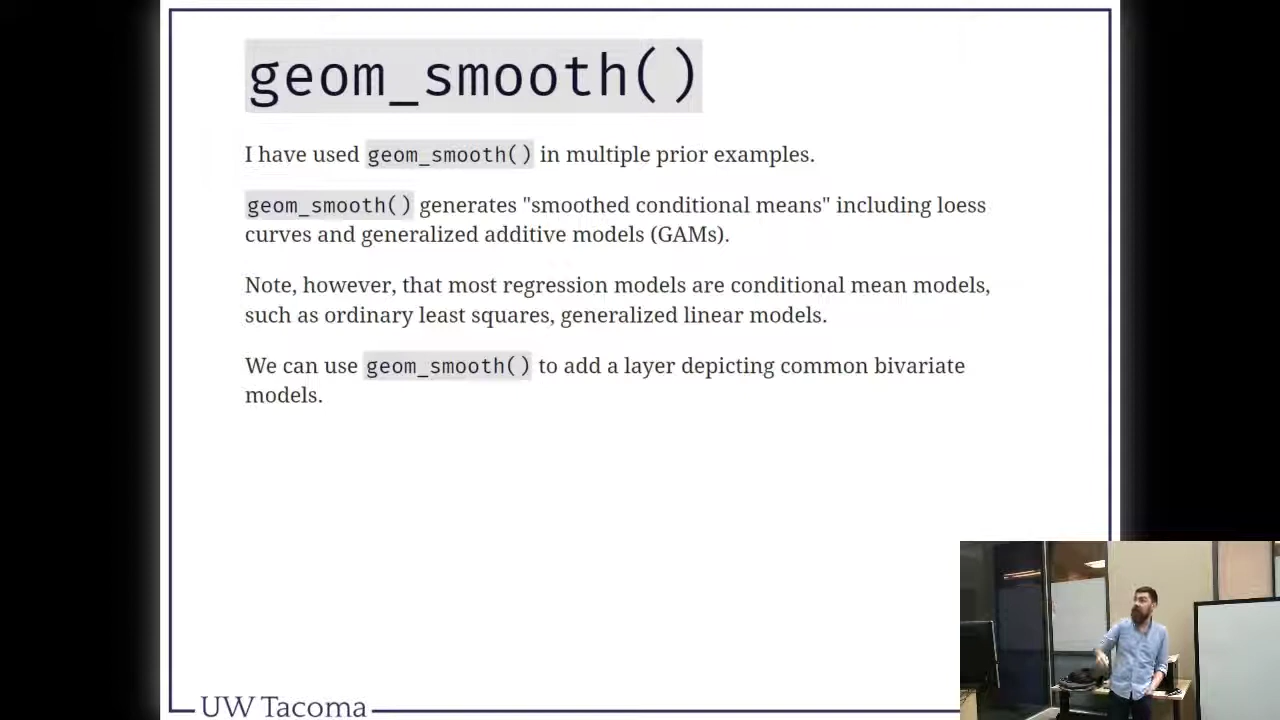 geom_smooth()
I have used geom_smooth() in multiple prior examples.
geom_smooth() generates "smoothed conditional means" including loess
curves and generalized additive models (GAMs).
Note, however, that most regression models are conditional mean models,
such as ordinary least squares, generalized linear models.
We can use geom_smooth() to add a layer depicting common bivariate
models.
UW Tacoma